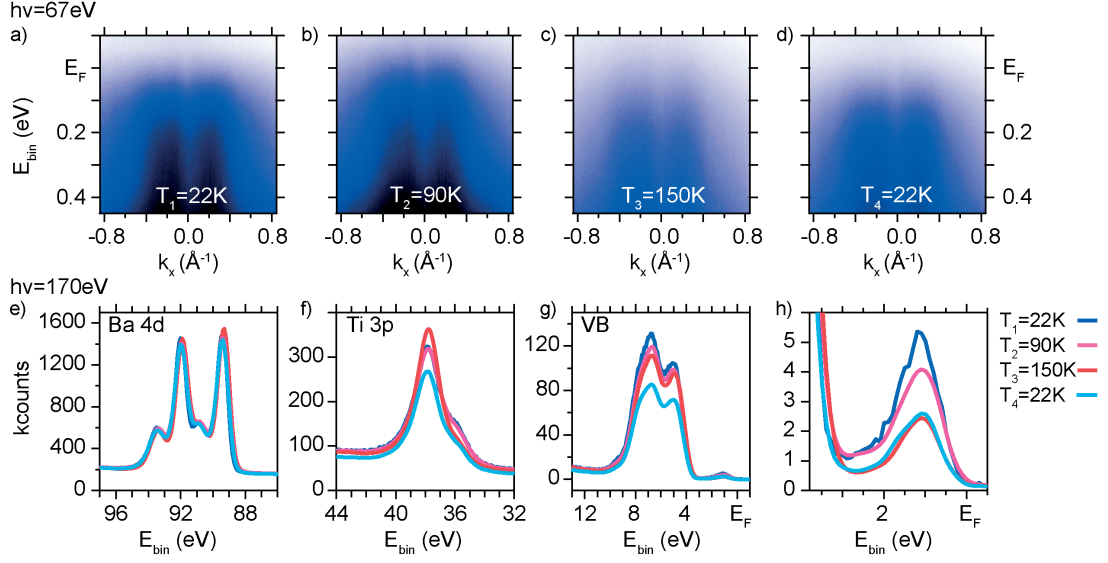 hν=67eV
a) b) c) d)
E_F E_F
0.2 0.2
0.4 0.4
E_bin (eV)
T_1=22K T_2=90K T_3=150K T_4=22K
-0.8 0.0 0.8 -0.8 0.0 0.8 -0.8 0.0 0.8 -0.8 0.0 0.8
k_x (Å^-1) k_x (Å^-1) k_x (Å^-1) k_x (Å^-1)
hν=170eV
e) f) g) h)
Ba 4d Ti 3p VB
1600
1200
800
400
0
kcounts
96 92 88
E_bin (eV)
300
200
100
0
44 40 36 32
E_bin (eV)
120
80
40
0
12 8 4 E_F
E_bin (eV)
6
5
4
3
2
1
0
2 E_F
E_bin (eV)
T_1=22K
T_2=90K
T_3=150K
T_4=22K